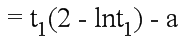 = t₁(2 - lnt₁) - a